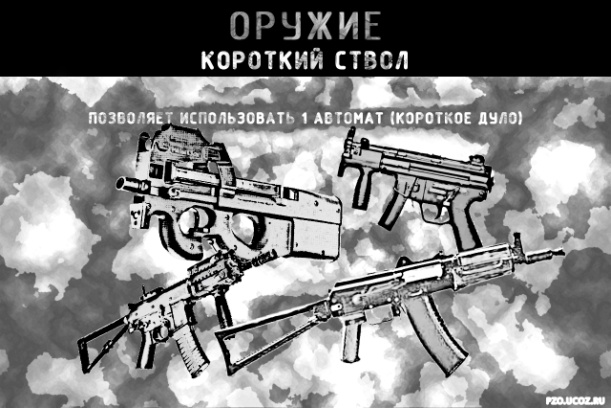 ОРУЖИЕ
КОРОТКИЙ СТВОЛ
ПОЗВОЛЯЕТ ИСПОЛЬЗОВАТЬ 1 АВТОМАТ (КОРОТКОЕ ДУЛО)
PZO.UCOZ.RU